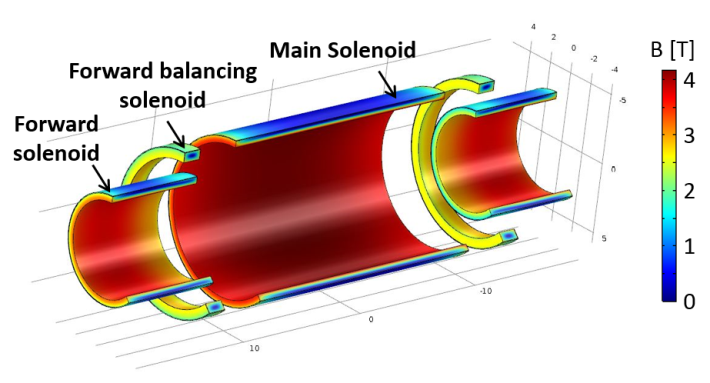 Main Solenoid
Forward balancing
solenoid
Forward
solenoid
4
2
0
-2
-4
-5
0
5
-10
0
10
B [T]
4
3
2
1
0